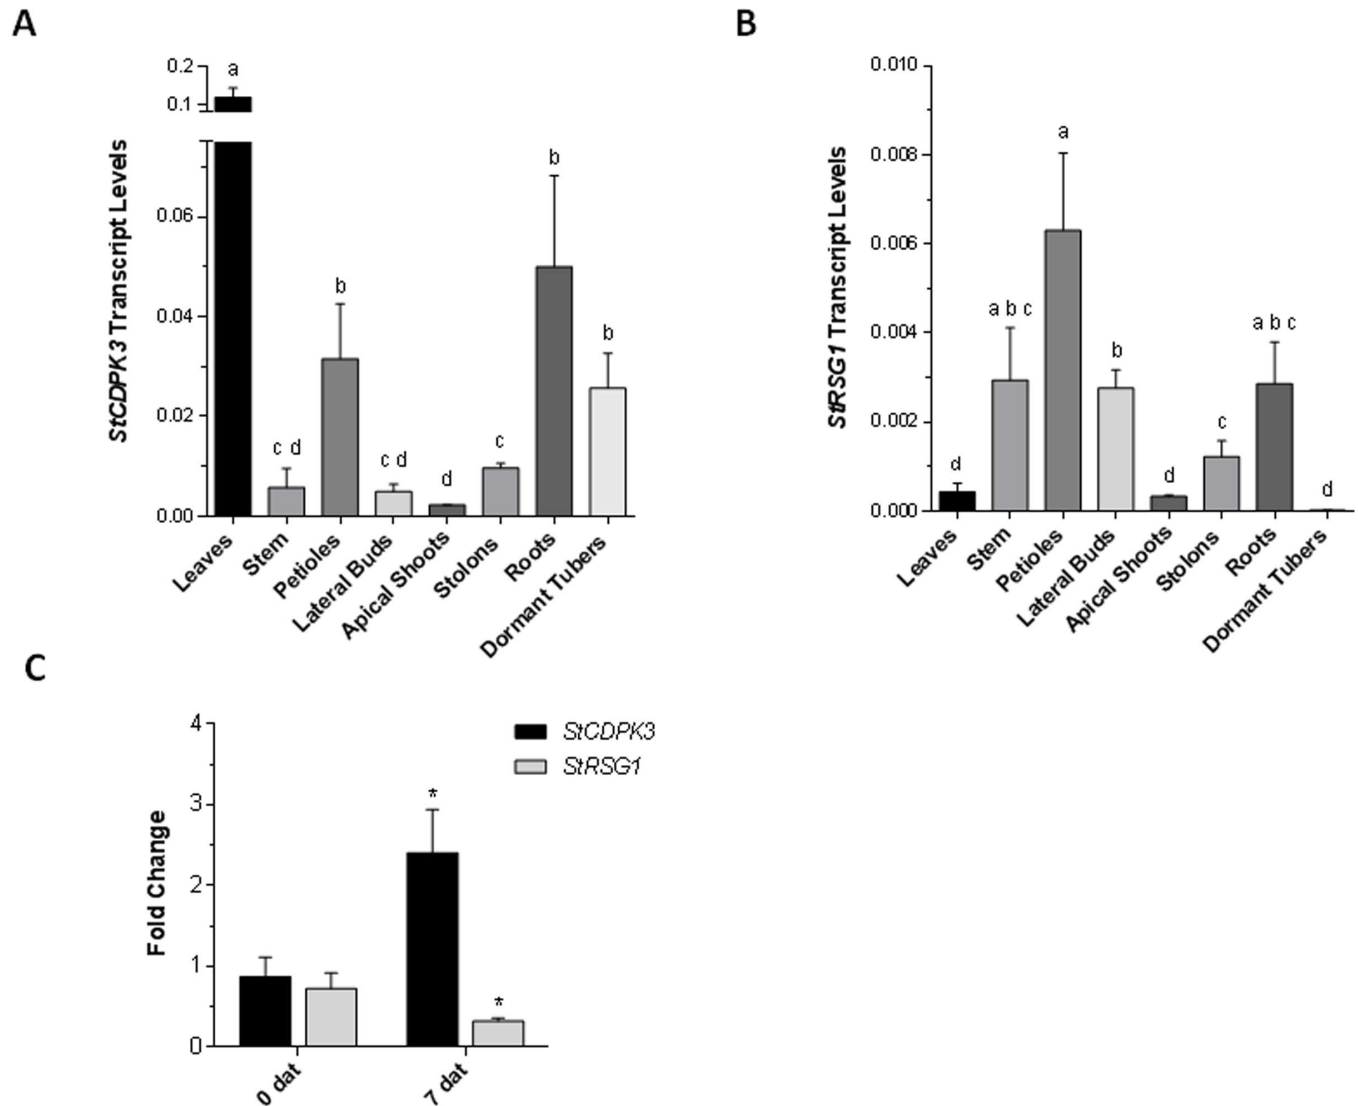 A
B
StCDPK3 Transcript Levels
0.2
0.1
0.06
0.04
0.02
0.00
a
c d
b
c d
d
c
b
b
Leaves
Stem
Petioles
Lateral Buds
Apical Shoots
Stolons
Roots
Dormant Tubers
StRSG1 Transcript Levels
0.010
0.008
0.006
0.004
0.002
0.000
d
a b c
a
b
d
c
a b c
d
Leaves
Stem
Petioles
Lateral Buds
Apical Shoots
Stolons
Roots
Dormant Tubers
C
Fold Change
4
3
2
1
0
StCDPK3
StRSG1
*
*
0 dat
7 dat